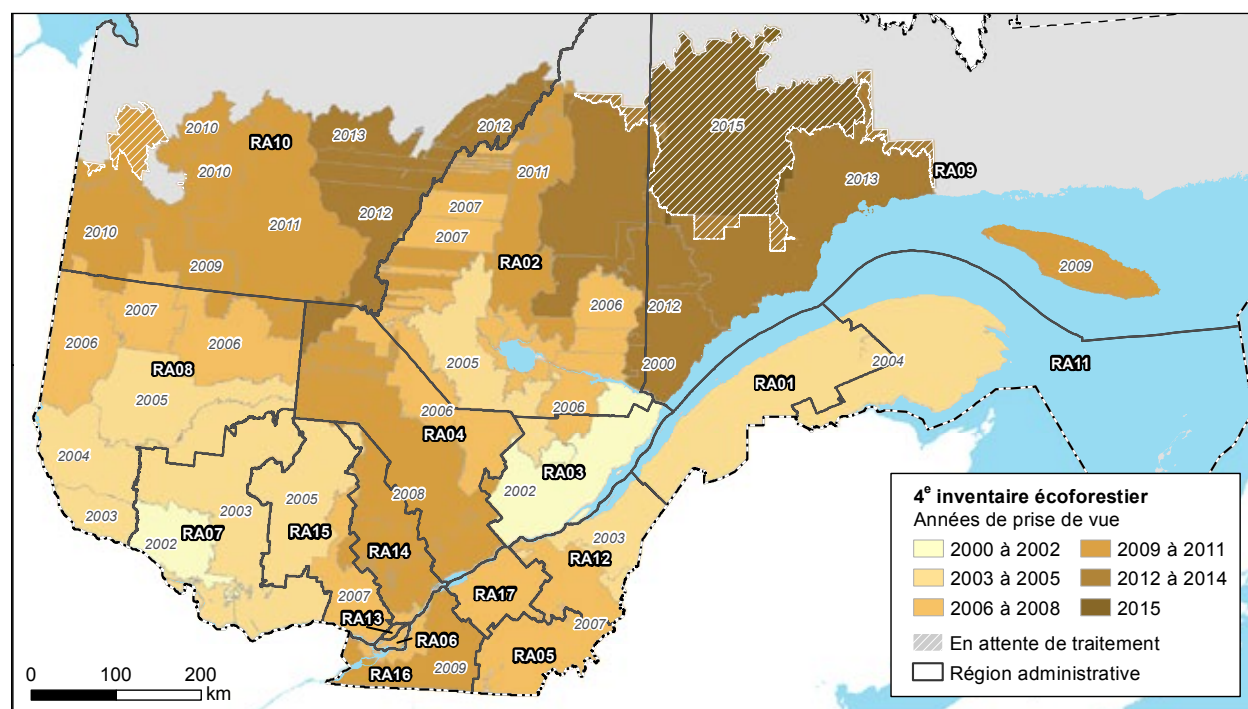 2015
2010
RA10
2013
2012
2010
2011
RA09
2013
2007
2012
2010
2011
2007
2009
RA02
2009
2007
2006
2012
2006
2006
2005
2000
RA08
2004
RA11
2005
RA01
2006
2006
RA04
2004
RA03
2005
2008
2002
2003
2003
RA15
RA07
2002
2003
RA14
RA12
2007
RA17
RA13
2007
RA06
RA05
2009
RA16
0 100 200
km
4e inventaire écoforestier
Années de prise de vue
2000 à 2002
2003 à 2005
2006 à 2008
2009 à 2011
2012 à 2014
2015
En attente de traitement
Région administrative